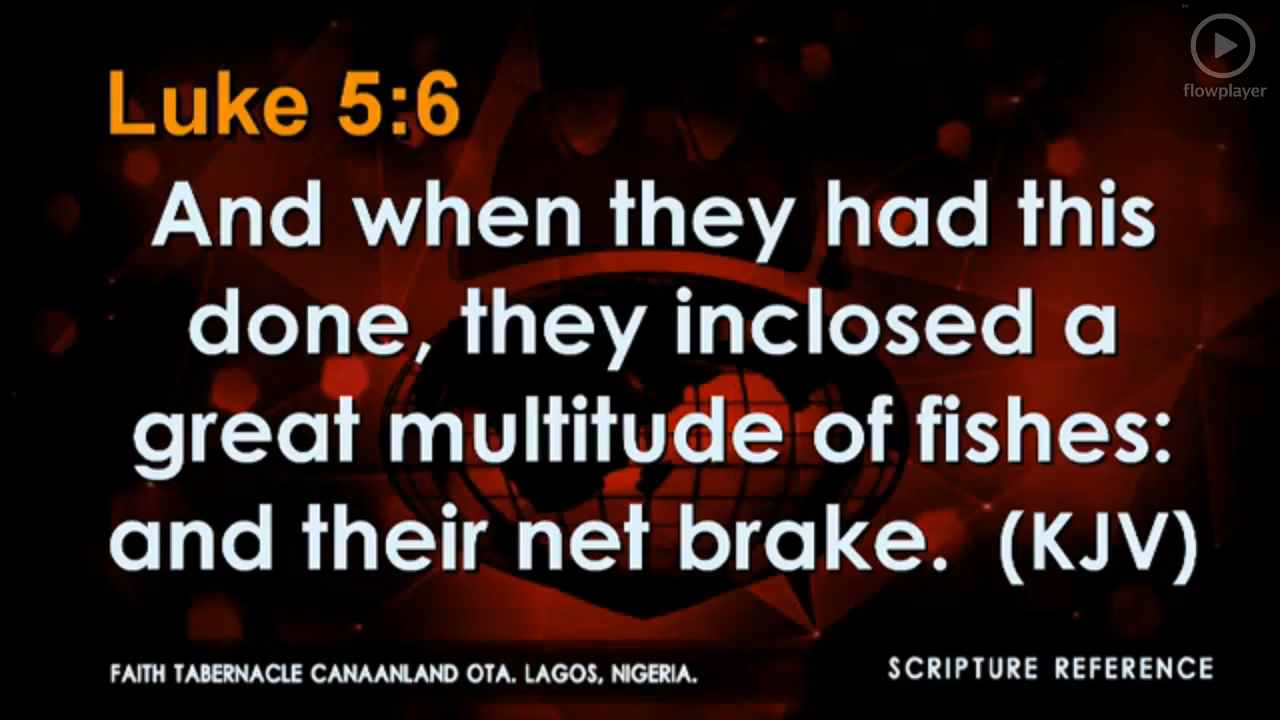 flowplayer
Luke 5:6
And when they had this
done, they inclosed a
great multitude of fishes:
and their net brake. (KJV)
FAITH TABERNACLE CANAANLAND OTA. LAGOS, NIGERIA.
SCRIPTURE REFERENCE